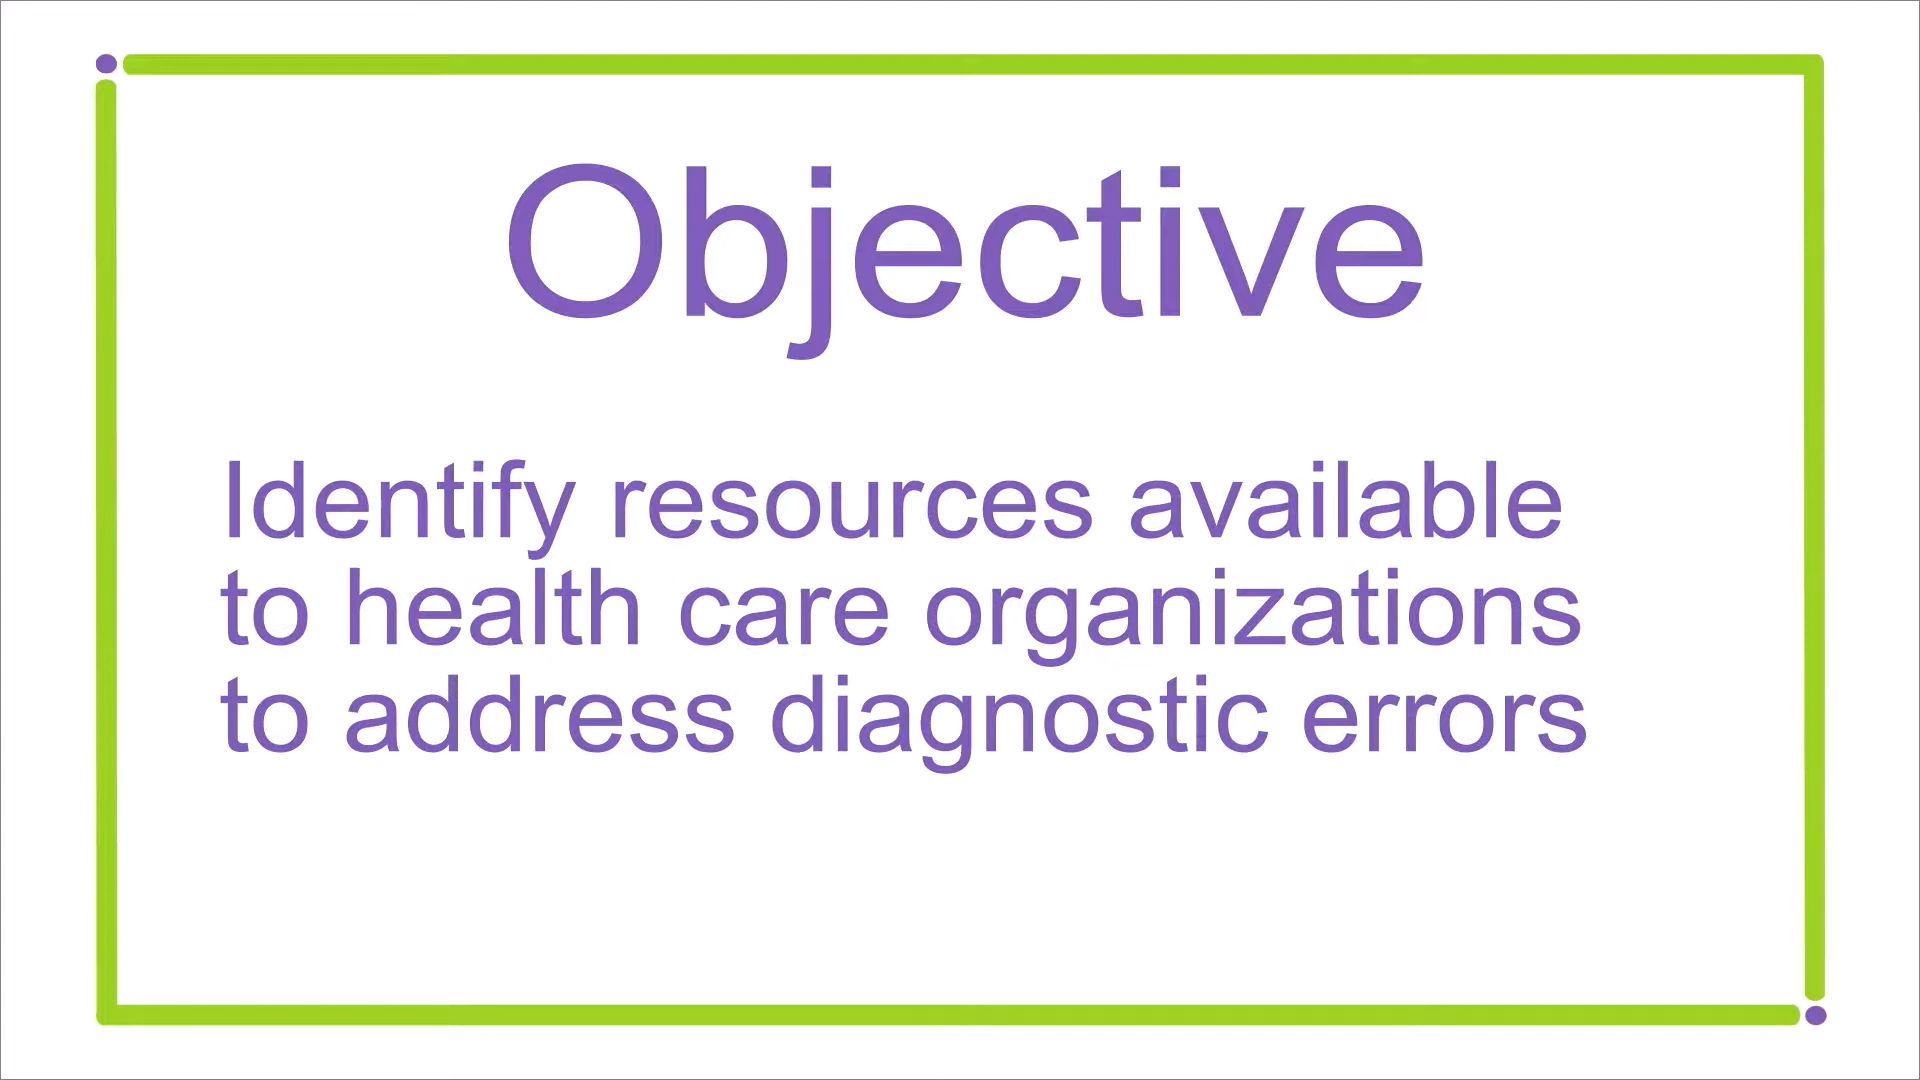 Objective
Identify resources available
to health care organizations
to address diagnostic errors